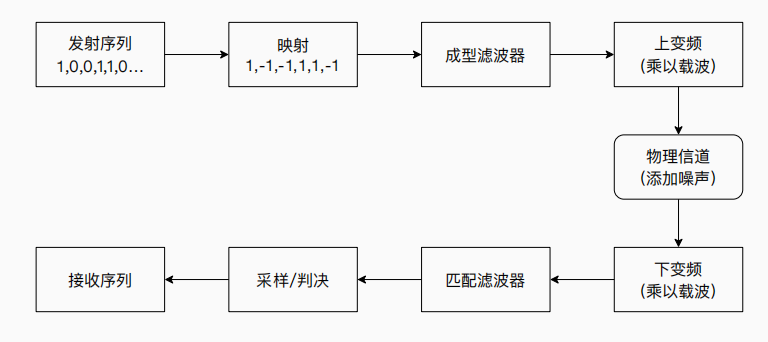 发射序列
1,0,0,1,1,0...
映射
1,-1,-1,1,1,-1
成型滤波器
上变频
(乘以载波)
物理信道
(添加噪声)
下变频
(乘以载波)
匹配滤波器
采样/判决
接收序列